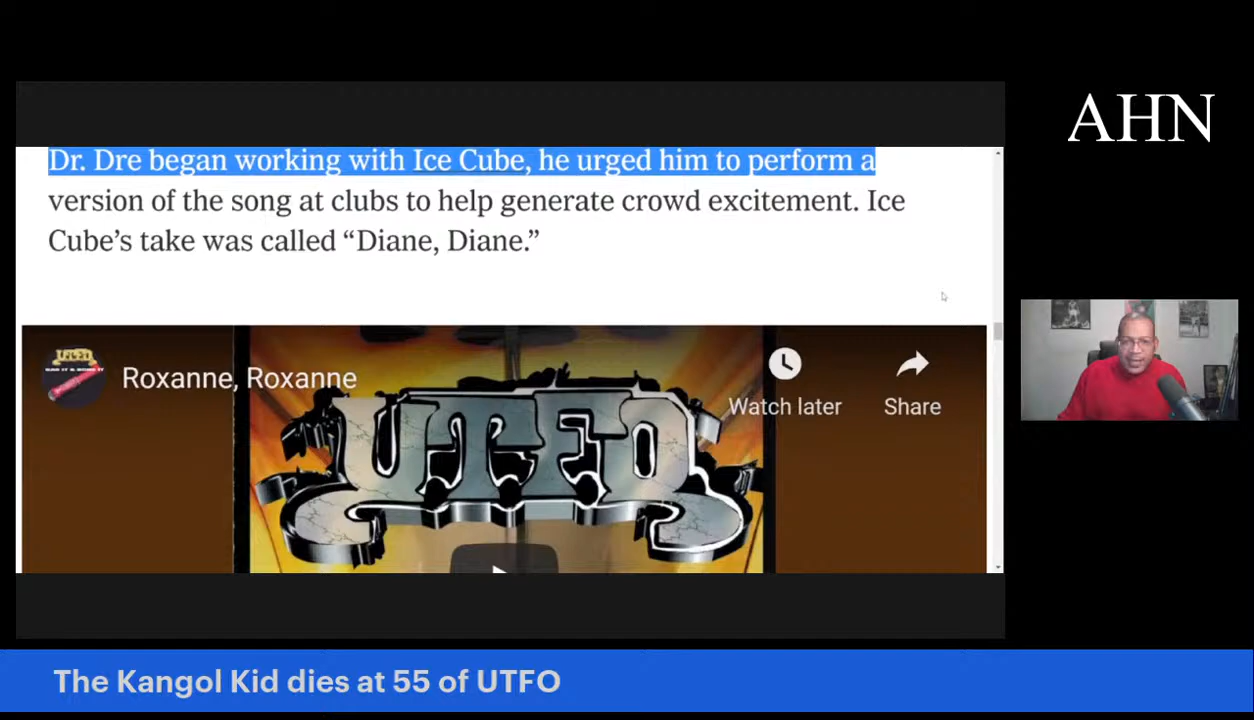 AHN
Dr. Dre began working with Ice Cube, he urged him to perform a
version of the song at clubs to help generate crowd excitement. Ice
Cube’s take was called “Diane, Diane.”
Roxanne, Roxanne
Watch later
Share
UTFO
The Kangol Kid dies at 55 of UTFO